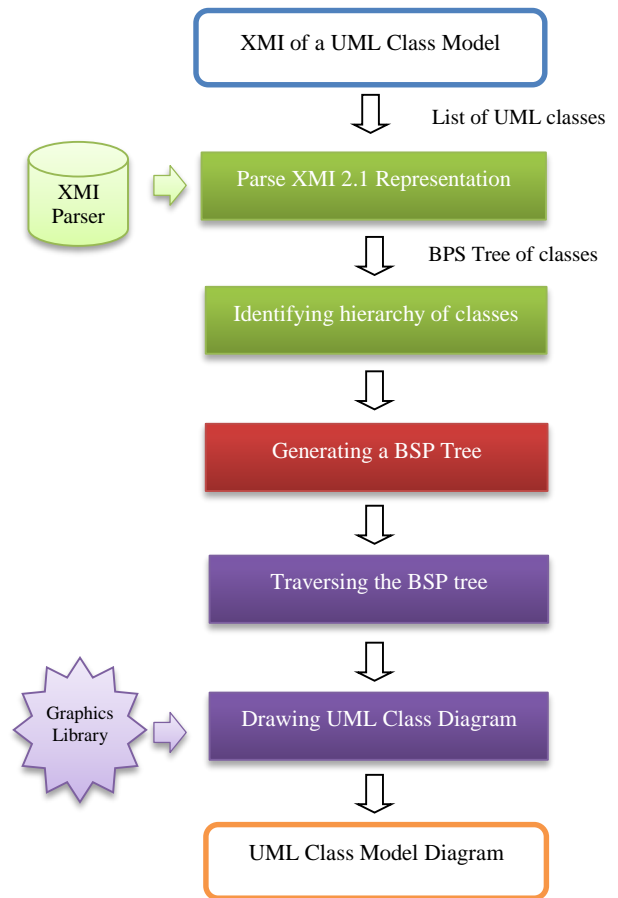 XMI of a UML Class Model
List of UML classes
XMI
Parser
Parse XMI 2.1 Representation
BPS Tree of classes
Identifying hierarchy of classes
Generating a BSP Tree
Traversing the BSP tree
Graphics
Library
Drawing UML Class Diagram
UML Class Model Diagram